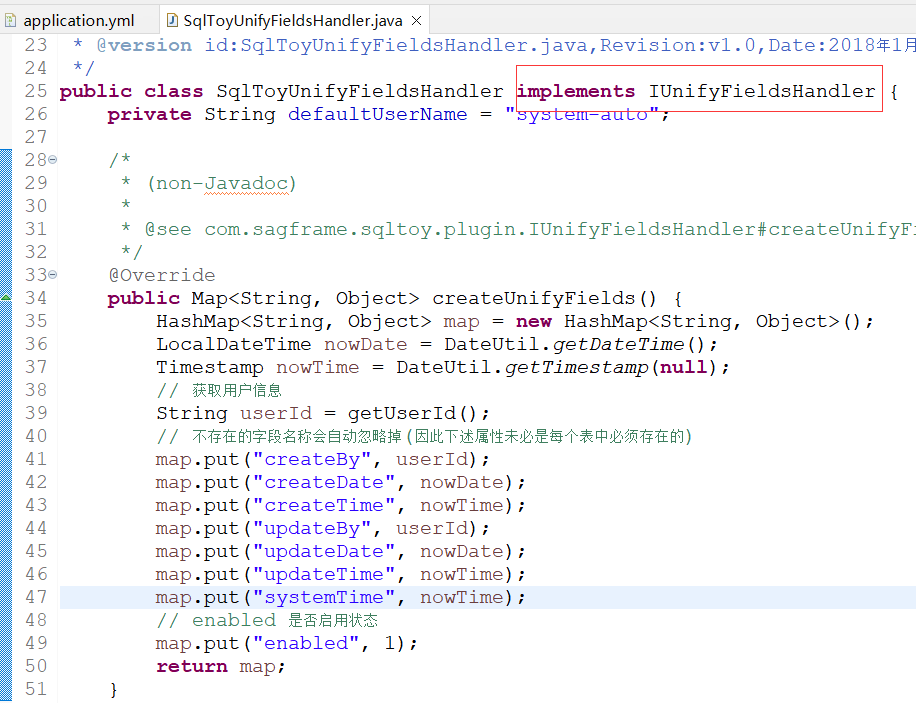 application.yml SqlToyUnifyFieldsHandler.java
23 * @version id:SqlToyUnifyFieldsHandler.java,Revision:v1.0,Date:2018年1月
24 */
25 public class SqlToyUnifyFieldsHandler implements IUnifyFieldsHandler {
26 private String defaultUserName = "system-auto";
27
28 /*
29 * (non-Javadoc)
30 *
31 * @see com.sagframe.sqltoy.plugin.IUnifyFieldsHandler#createUnifyFi
32 */
33 @Override
34 public Map<String, Object> createUnifyFields() {
35 HashMap<String, Object> map = new HashMap<String, Object>();
36 LocalDateTime nowDate = DateUtil.getDateTime();
37 Timestamp nowTime = DateUtil.getTimestamp(null);
38 // 获取用户信息
39 String userId = getUserId();
40 // 不存在的字段名称会自动忽略掉(因此下述属性未必是每个表中必须存在的)
41 map.put("createBy", userId);
42 map.put("createDate", nowDate);
43 map.put("createTime", nowTime);
44 map.put("updateBy", userId);
45 map.put("updateDate", nowDate);
46 map.put("updateTime", nowTime);
47 map.put("systemTime", nowTime);
48 // enabled 是否启用状态
49 map.put("enabled", 1);
50 return map;
51 }